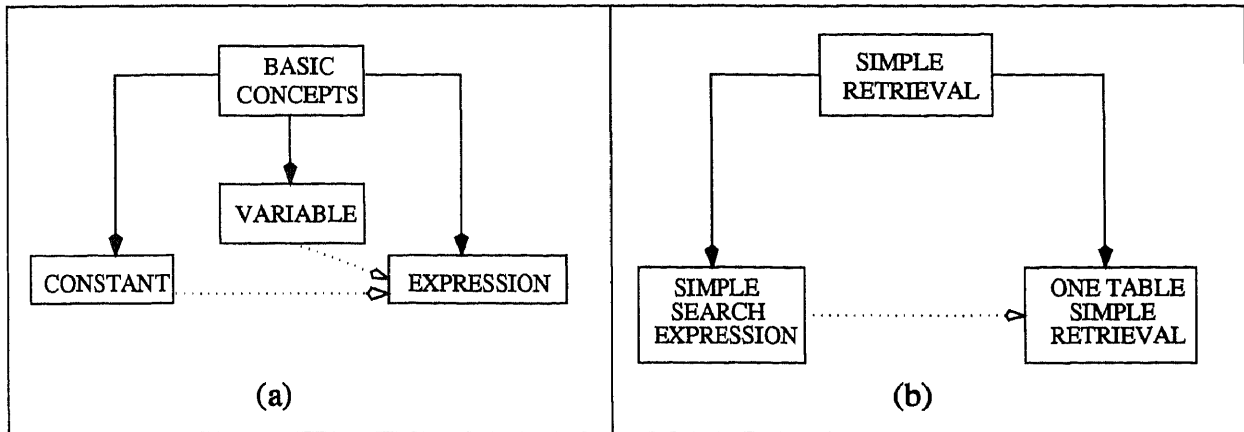 BASIC
CONCEPTS
VARIABLE
CONSTANT
EXPRESSION
(a)
SIMPLE
RETRIEVAL
SIMPLE
SEARCH
EXPRESSION
ONE TABLE
SIMPLE
RETRIEVAL
(b)